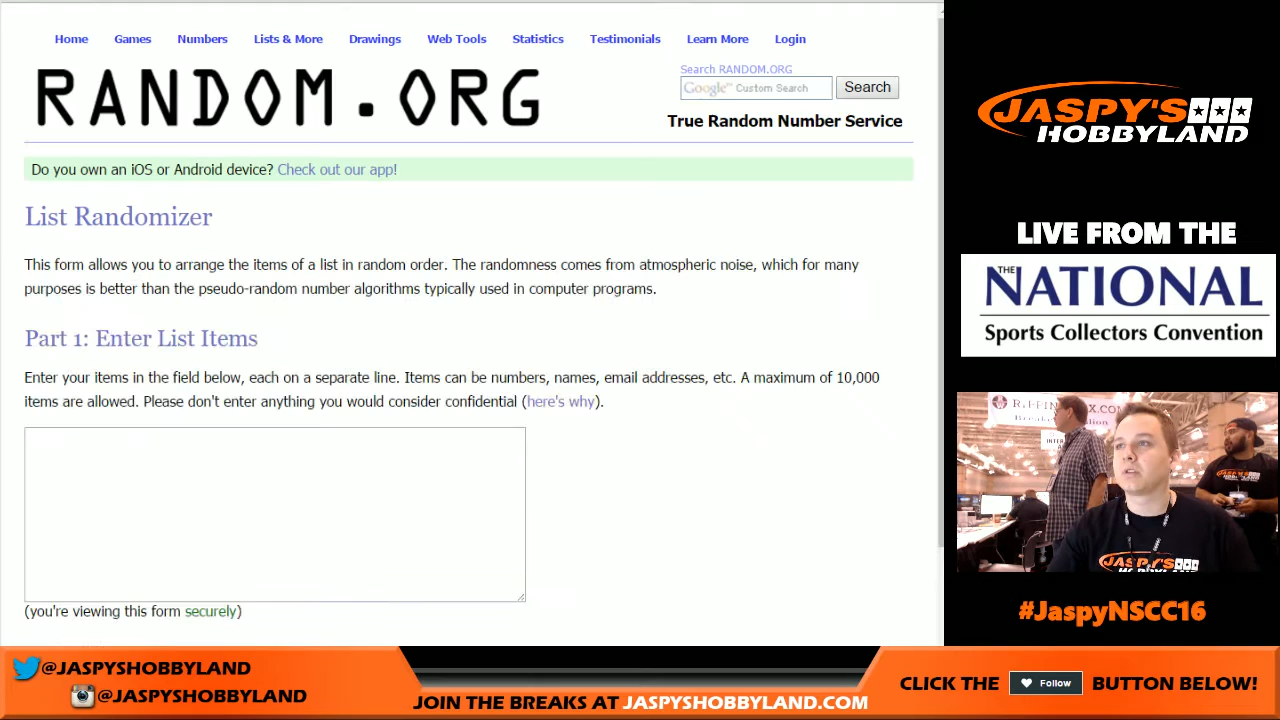 Home Games Numbers Lists & More Drawings Web Tools Statistics Testimonials Learn More Login
RANDOM.ORG
Search RANDOM.ORG
Google™ Custom Search Search
True Random Number Service
Do you own an iOS or Android device? Check out our app!
List Randomizer
This form allows you to arrange the items of a list in random order. The randomness comes from atmospheric noise, which for many
purposes is better than the pseudo-random number algorithms typically used in computer programs.
Part 1: Enter List Items
Enter your items in the field below, each on a separate line. Items can be numbers, names, email addresses, etc. A maximum of 10,000
items are allowed. Please don't enter anything you would consider confidential (here's why).
(you're viewing this form securely)
JASPY'S
HOBBYLAND
LIVE FROM THE
THE
NATIONAL
Sports Collectors Convention
JASPY'S
HOBBYLAND
#JaspyNSCC16
@JASPYSHOBBYLAND
@JASPYSHOBBYLAND
JOIN THE BREAKS AT JASPYSHOBBYLAND.COM
CLICK THE Follow BUTTON BELOW!